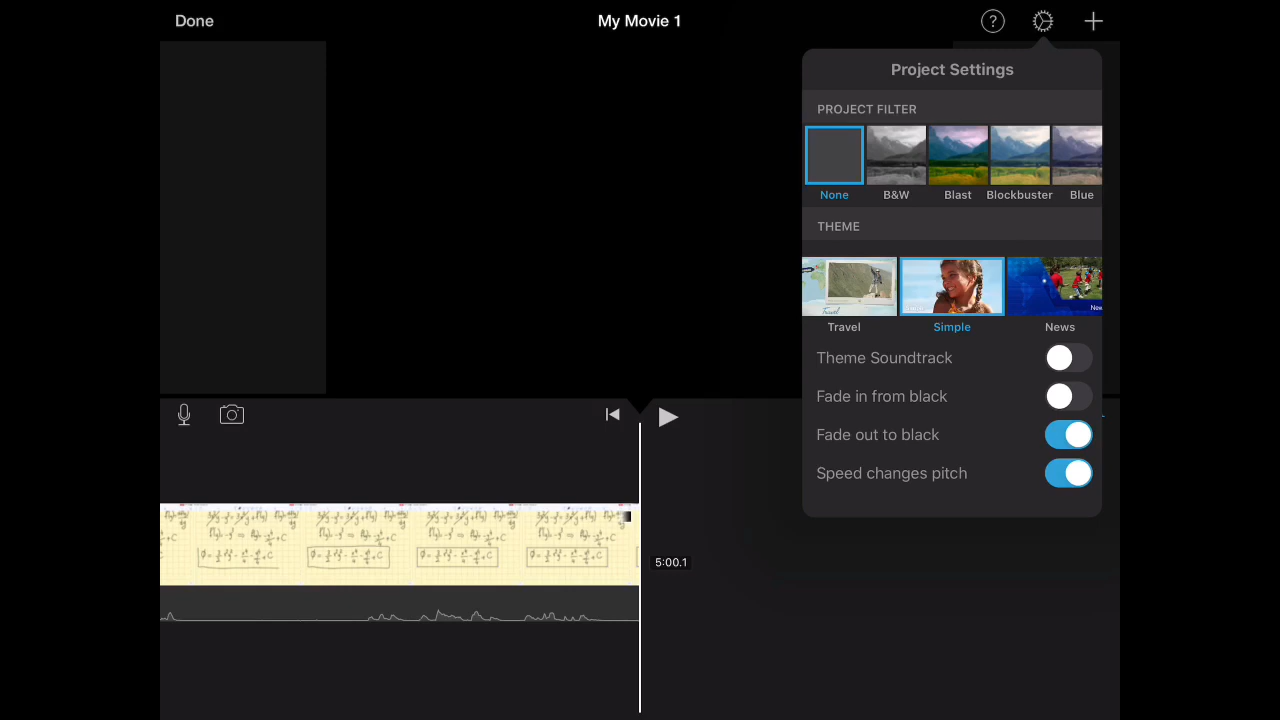 Done
My Movie 1
?
Project Settings
PROJECT FILTER
None
B&W
Blast
Blockbuster
Blue
THEME
Travel
Simple
News
Theme Soundtrack
Fade in from black
Fade out to black
Speed changes pitch
5:00.1